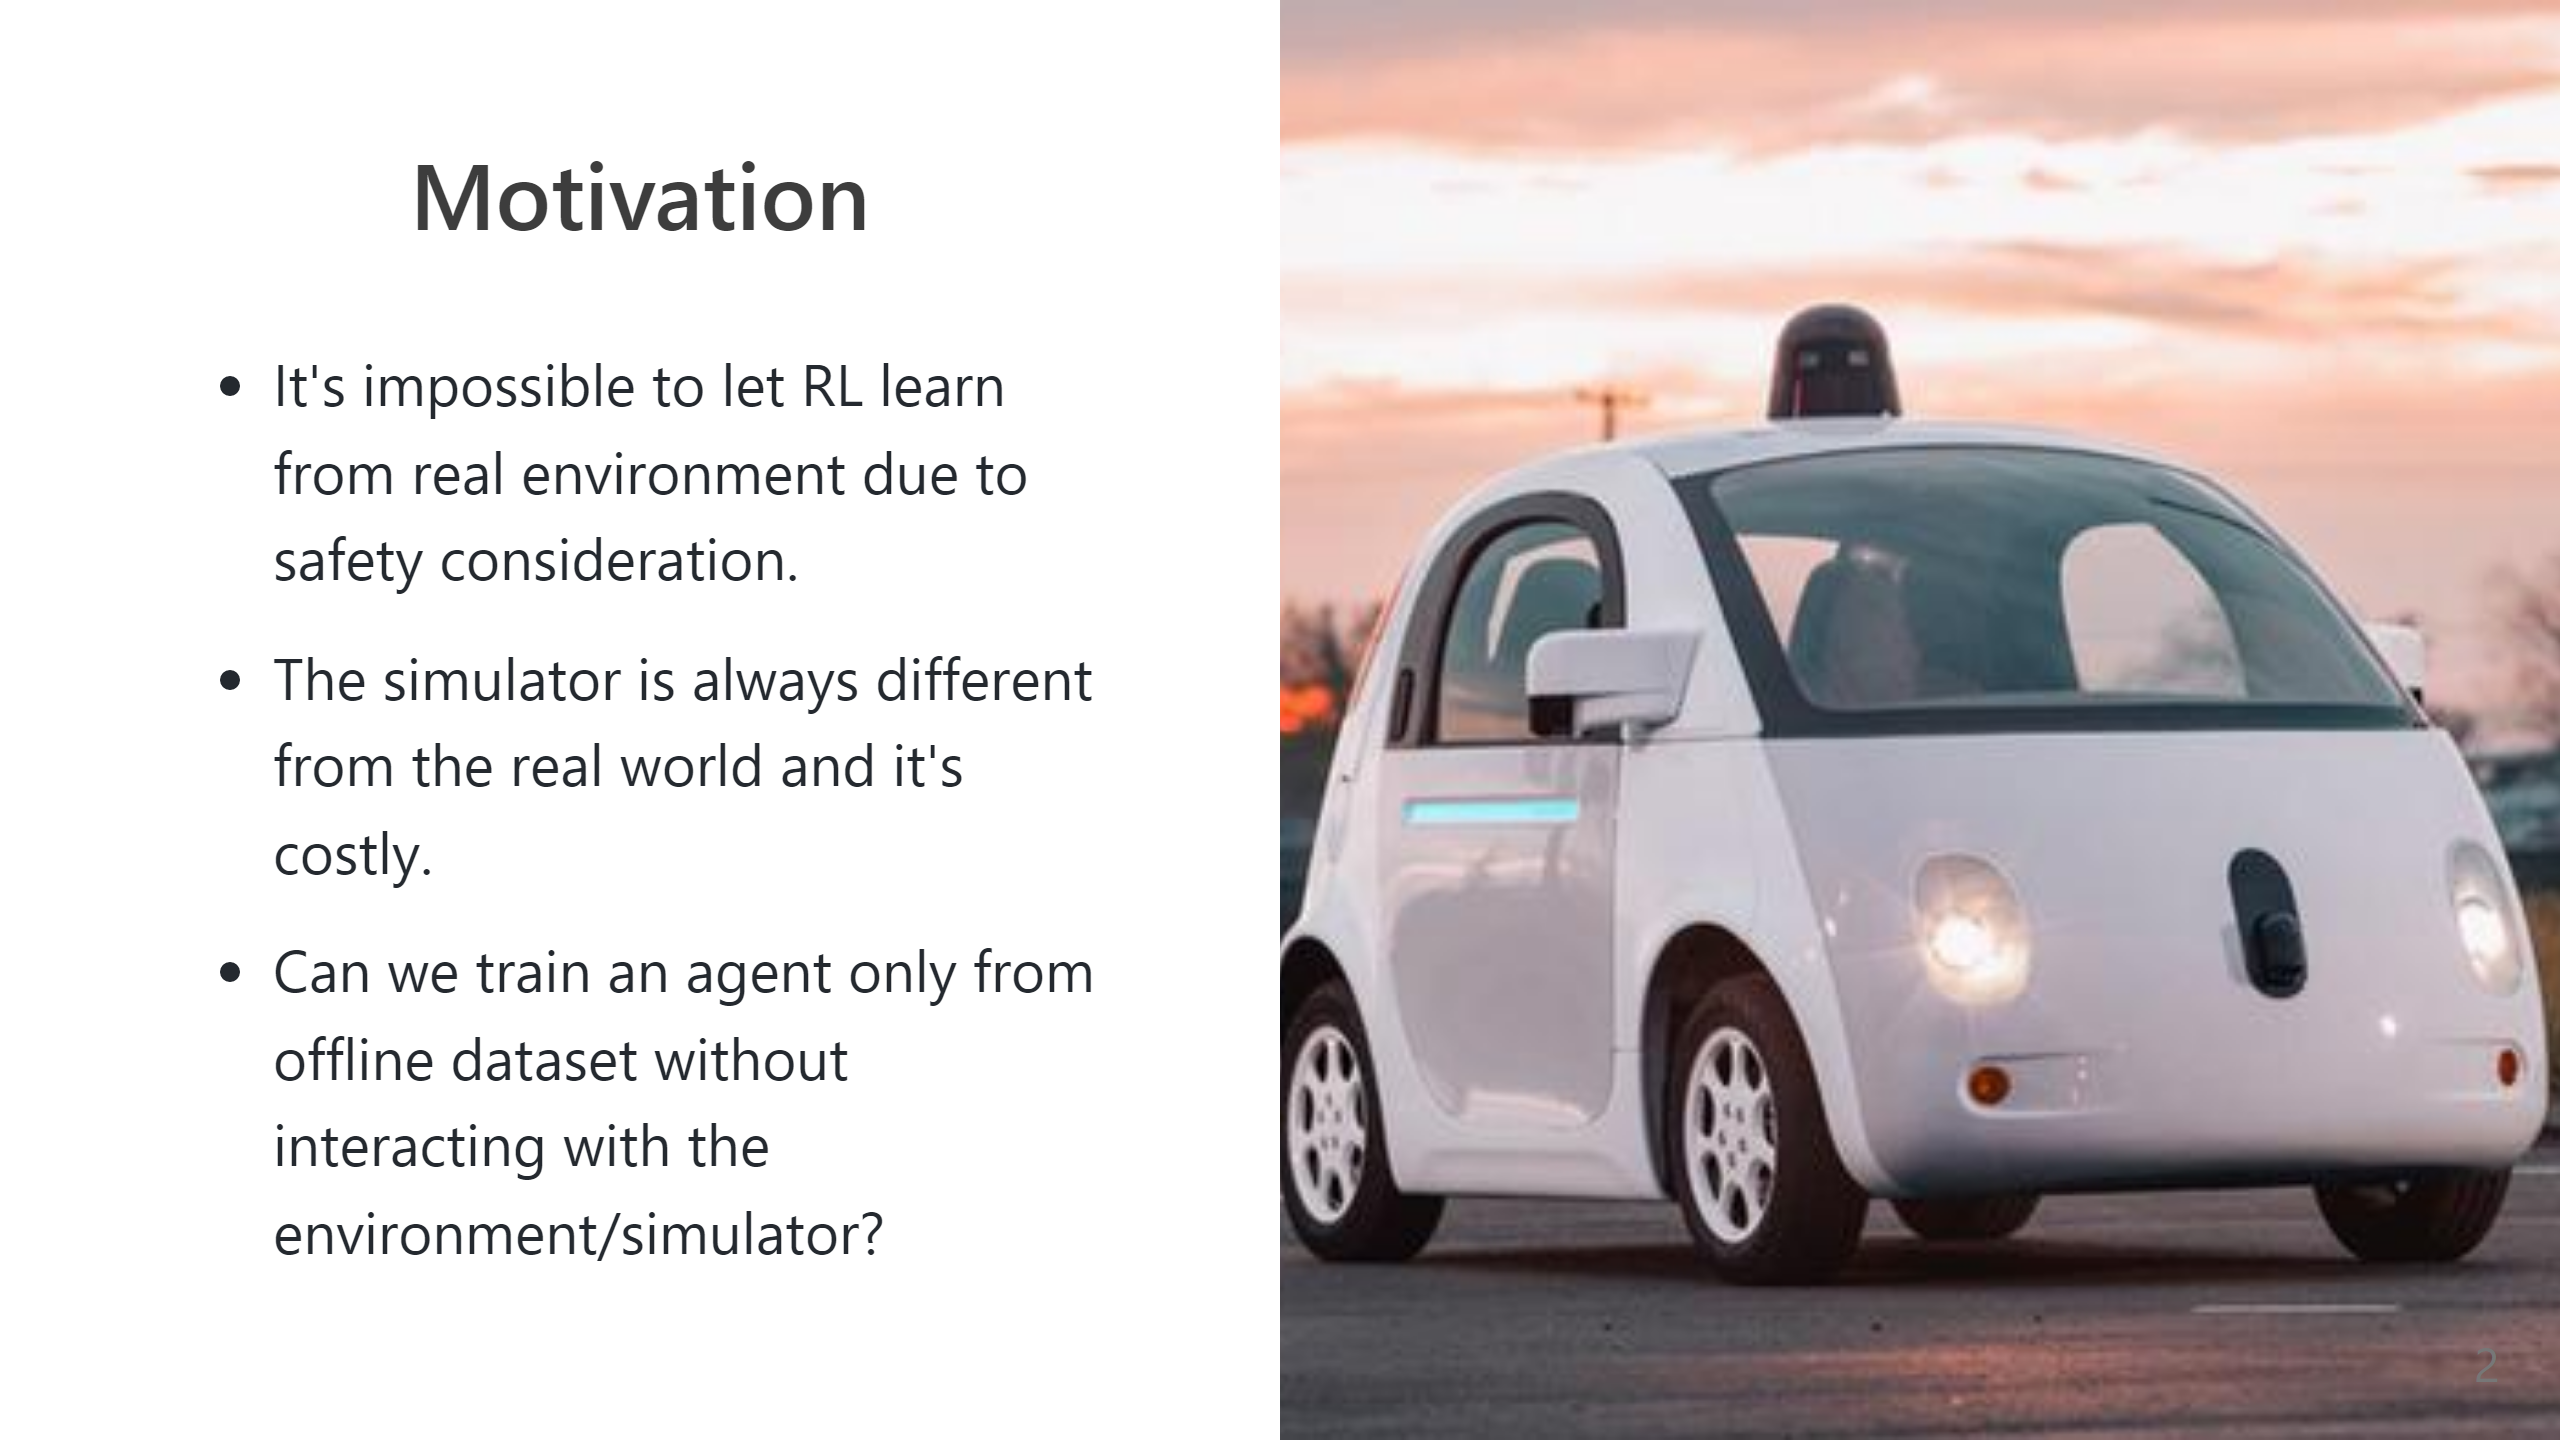 Motivation
• It's impossible to let RL learn
from real environment due to
safety consideration.
• The simulator is always different
from the real world and it's
costly.
• Can we train an agent only from
offline dataset without
interacting with the
environment/simulator?
2